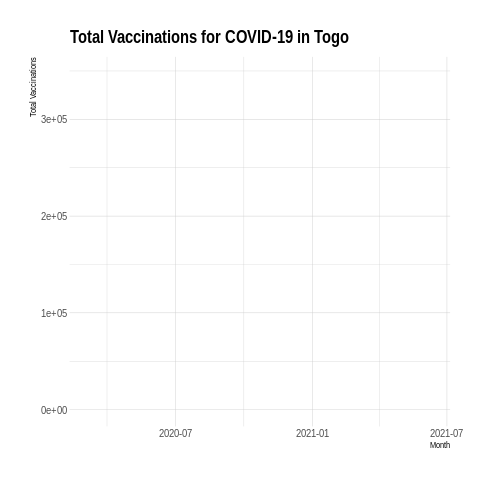 Total Vaccinations for COVID-19 in Togo
Total Vaccinations
3e+05
2e+05
1e+05
0e+00
2020-07 2021-01 2021-07
Month